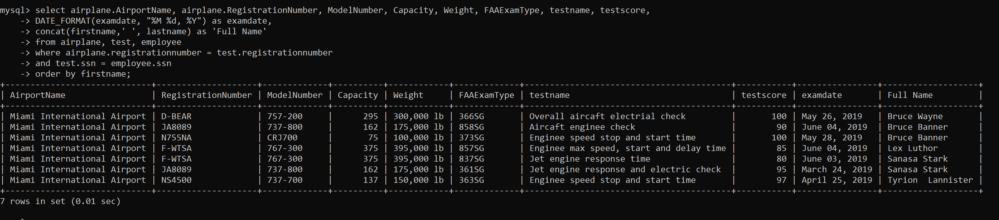 mysql> select airplane.AirportName, airplane.RegistrationNumber, ModelNumber, Capacity, Weight, FAAExamType, testname, testscore,
    -> DATE_FORMAT(examdate, "%M %d, %Y") as examdate,
    -> concat(firstname,' ', lastname) as 'Full Name'
    -> from airplane, test, employee
    -> where airplane.registrationnumber = test.registrationnumber
    -> and test.ssn = employee.ssn
    -> order by firstname;
+-----------------------------+--------------------+-------------+----------+------------+-------------+-----------------------------------------+-----------+----------------+-------------------+
| AirportName                 | RegistrationNumber | ModelNumber | Capacity | Weight     | FAAExamType | testname                                | testscore | examdate       | Full Name         |
+-----------------------------+--------------------+-------------+----------+------------+-------------+-----------------------------------------+-----------+----------------+-------------------+
| Miami International Airport | D-BEAR             | 757-200     |      295 | 300,000 lb | 366SG       | Overall aircaft electrial check         |       100 | May 26, 2019   | Bruce Wayne       |
| Miami International Airport | JA8089             | 737-800     |      162 | 175,000 lb | 858SG       | Aircaft enginee check                   |        90 | June 04, 2019  | Bruce Banner      |
| Miami International Airport | N755NA             | CRJ700      |       75 | 100,000 lb | 373SG       | Enginee speed stop and start time       |       100 | May 28, 2019   | Bruce Banner      |
| Miami International Airport | F-WTSA             | 767-300     |      375 | 395,000 lb | 857SG       | Enginee max speed, start and delay time |        85 | June 04, 2019  | Lex Luthor        |
| Miami International Airport | F-WTSA             | 767-300     |      375 | 395,000 lb | 837SG       | Jet engine response time                |        80 | June 03, 2019  | Sanasa Stark      |
| Miami International Airport | JA8089             | 737-800     |      162 | 175,000 lb | 361SG       | Jet engine response and electric check  |        95 | March 24, 2019 | Sanasa Stark      |
| Miami International Airport | NS4500             | 737-700     |      137 | 150,000 lb | 363SG       | Enginee speed stop and start time       |        97 | April 25, 2019 | Tyrion  Lannister |
+-----------------------------+--------------------+-------------+----------+------------+-------------+-----------------------------------------+-----------+----------------+-------------------+
7 rows in set (0.01 sec)